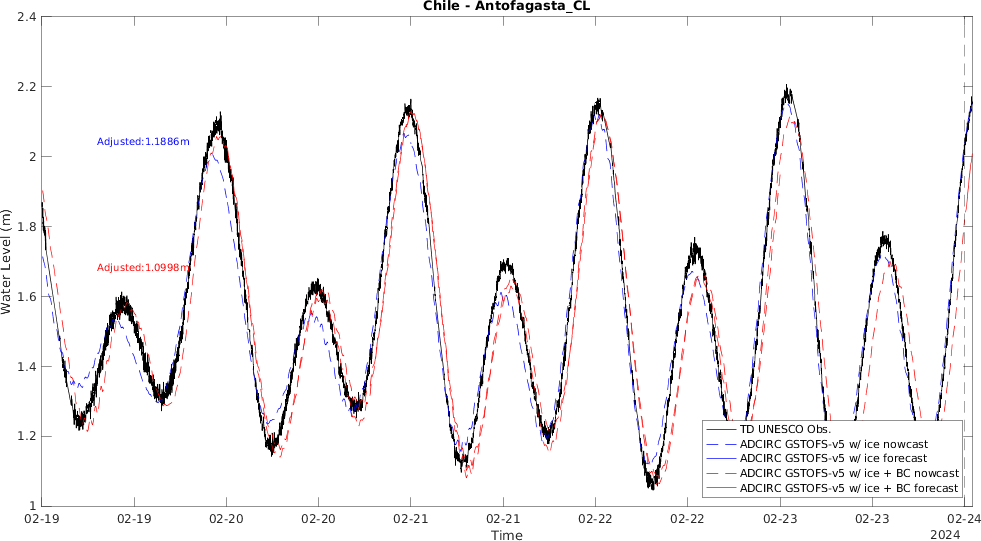 Chile - Antofagasta_CL
2.4
2.2
2
1.8
1.6
1.4
1.2
1
Water Level (m)
Adjusted:1.1886m
Adjusted:1.0998m
TD UNESCO Obs.
ADCIRC GSTOFS-v5 w/ ice nowcast
ADCIRC GSTOFS-v5 w/ ice forecast
ADCIRC GSTOFS-v5 w/ ice + BC nowcast
ADCIRC GSTOFS-v5 w/ ice + BC forecast
02-19 02-19 02-20 02-20 02-21 02-21 02-22 02-22 02-23 02-23 02-24
Time
2024